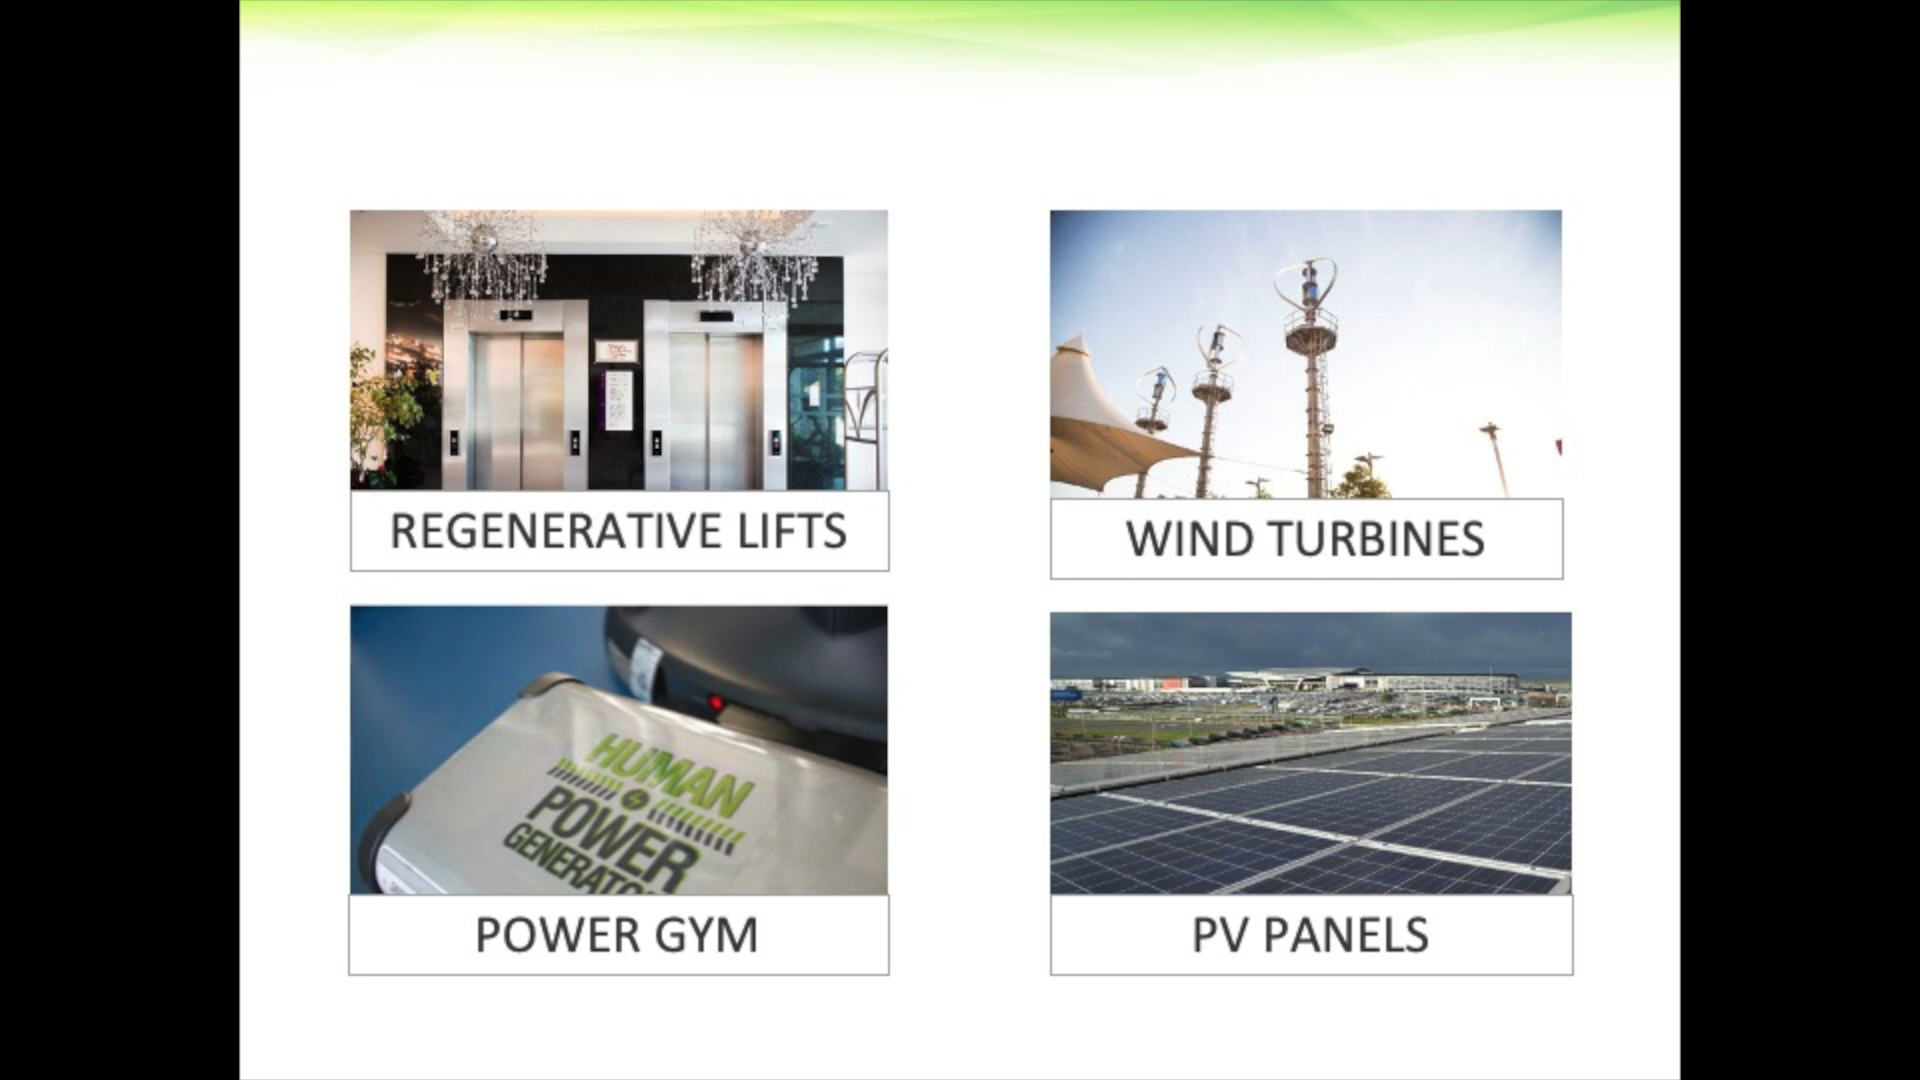 REGENERATIVE LIFTS
WIND TURBINES
HUMAN
POWER
POWER GYM
PV PANELS